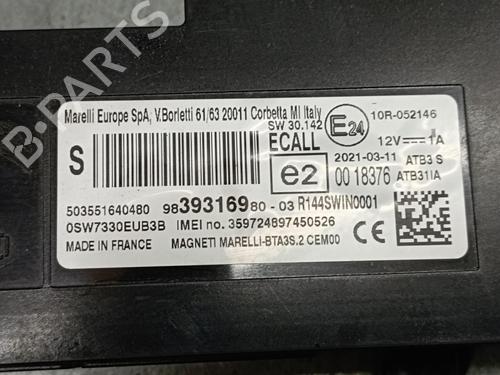 Marelli Europe SpA, V.Borletti 61/63 20011 Corbetta MI Italy
SW 30.142
E24
10R-052146
S
ECALL
12V⎓1A
2021-03-11
ATB3 S
e2
00 18376
ATB31IA
503551640480
9839316980-03
R144SWIN0001
0SW7330EUB3B
IMEI no. 359724897450526
MADE IN FRANCE
MAGNETI MARELLI-BTA3S.2 CEM00
B-PARTS